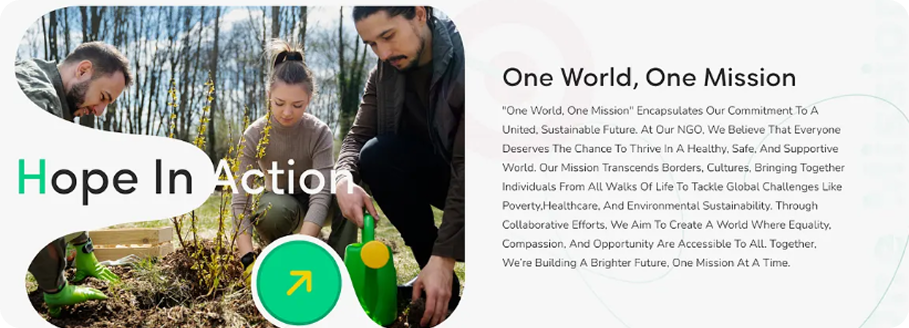 Hope In Action
One World, One Mission
"One World, One Mission" Encapsulates Our Commitment To A
United, Sustainable Future. At Our NGO, We Believe That Everyone
Deserves The Chance To Thrive In A Healthy, Safe, And Supportive
World. Our Mission Transcends Borders, Cultures, Bringing Together
Individuals From All Walks Of Life To Tackle Global Challenges Like
Poverty,Healthcare, And Environmental Sustainability. Through
Collaborative Efforts, We Aim To Create A World Where Equality,
Compassion, And Opportunity Are Accessible To All. Together,
We're Building A Brighter Future, One Mission At A Time.